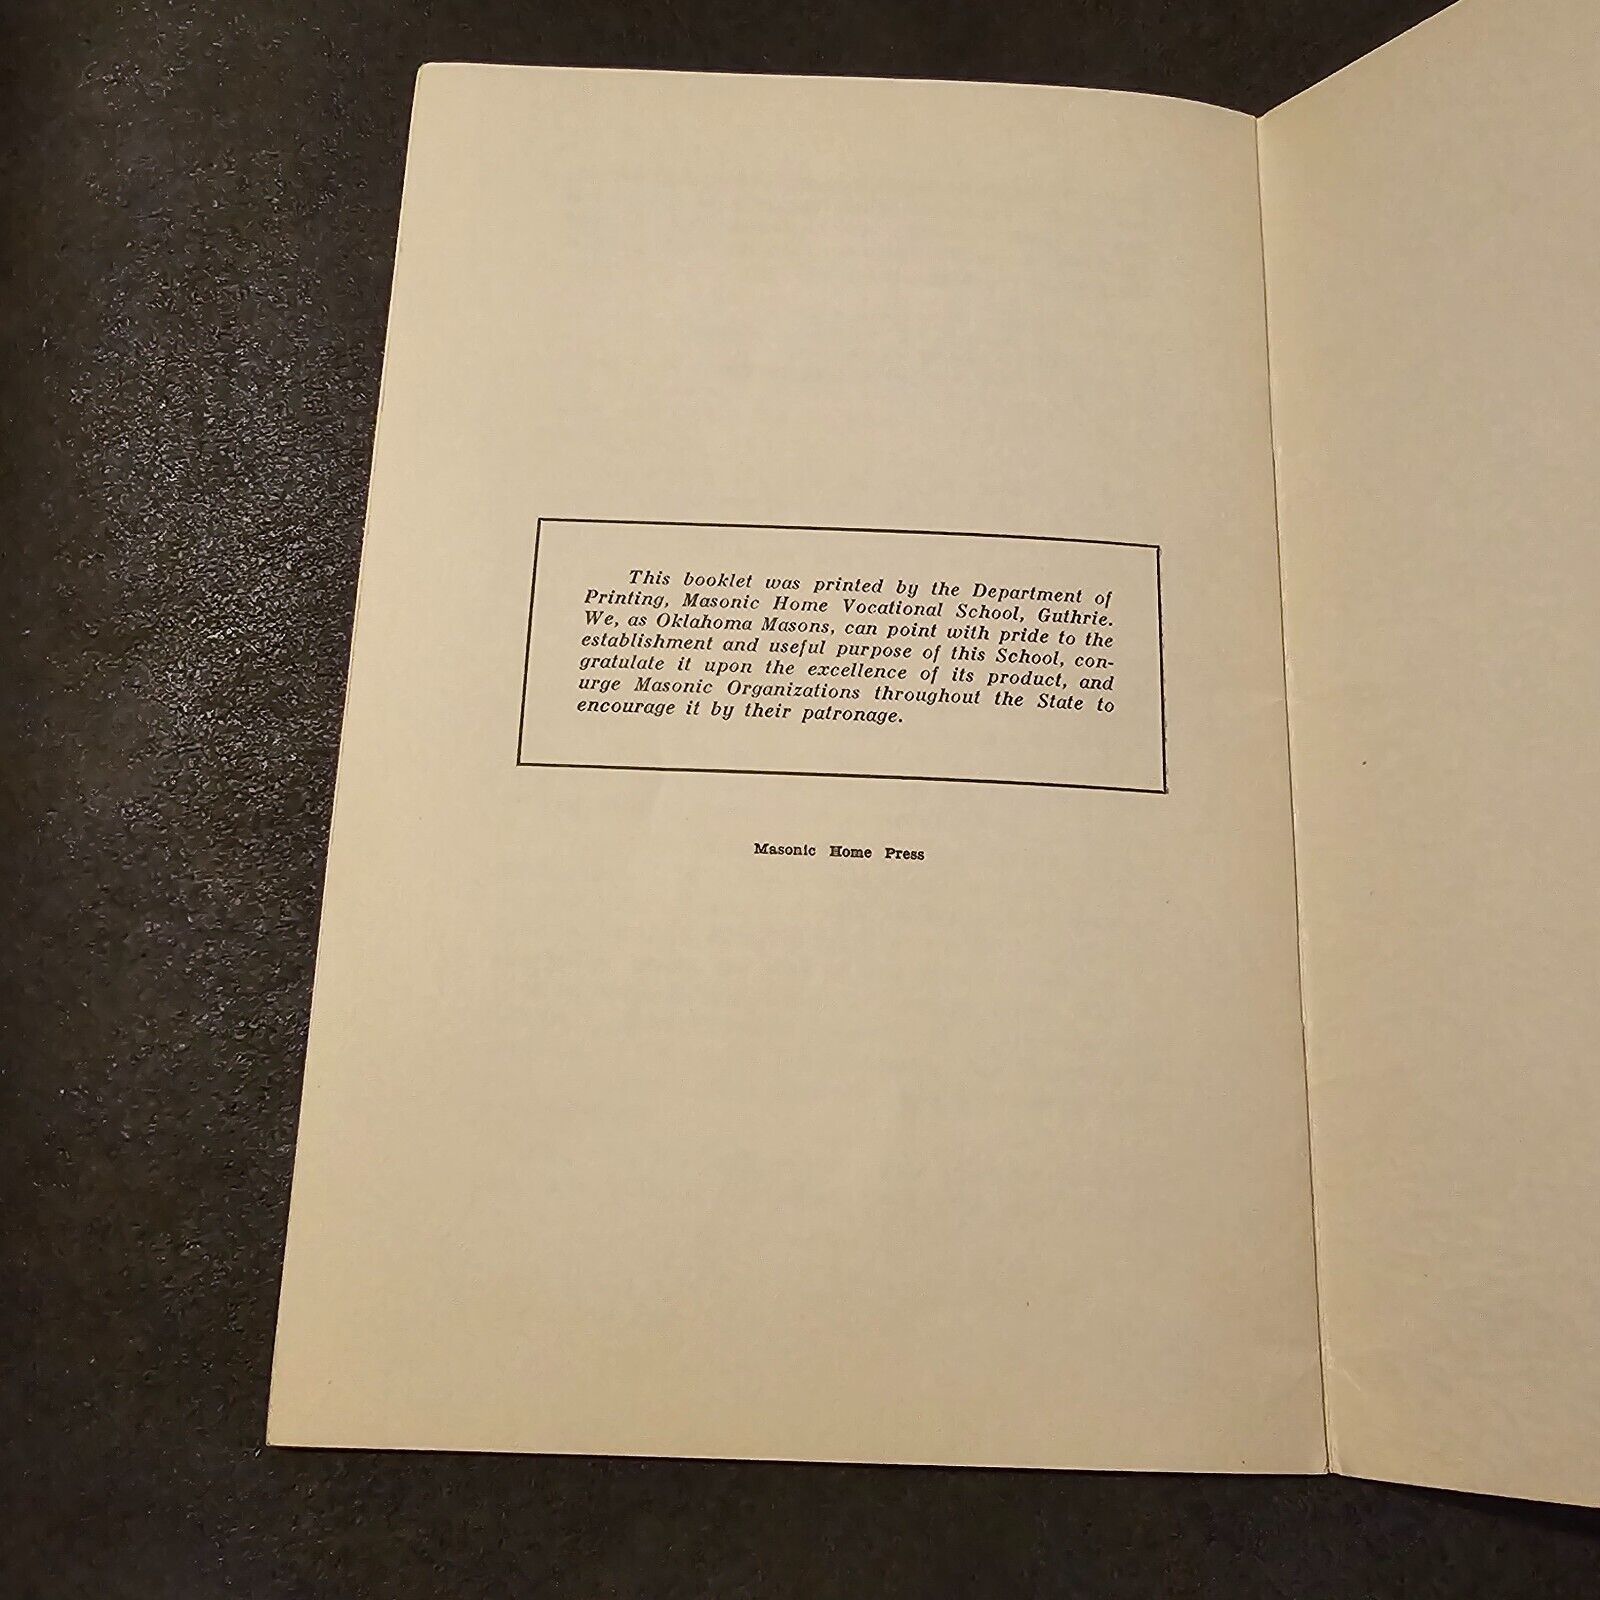 This booklet was printed by the Department of
Printing, Masonic Home Vocational School, Guthrie.
We, as Oklahoma Masons, can point with pride to the
establishment and useful purpose of this School, con-
gratulate it upon the excellence of its product, and
urge Masonic Organizations throughout the State to
encourage it by their patronage.
Masonic Home Press